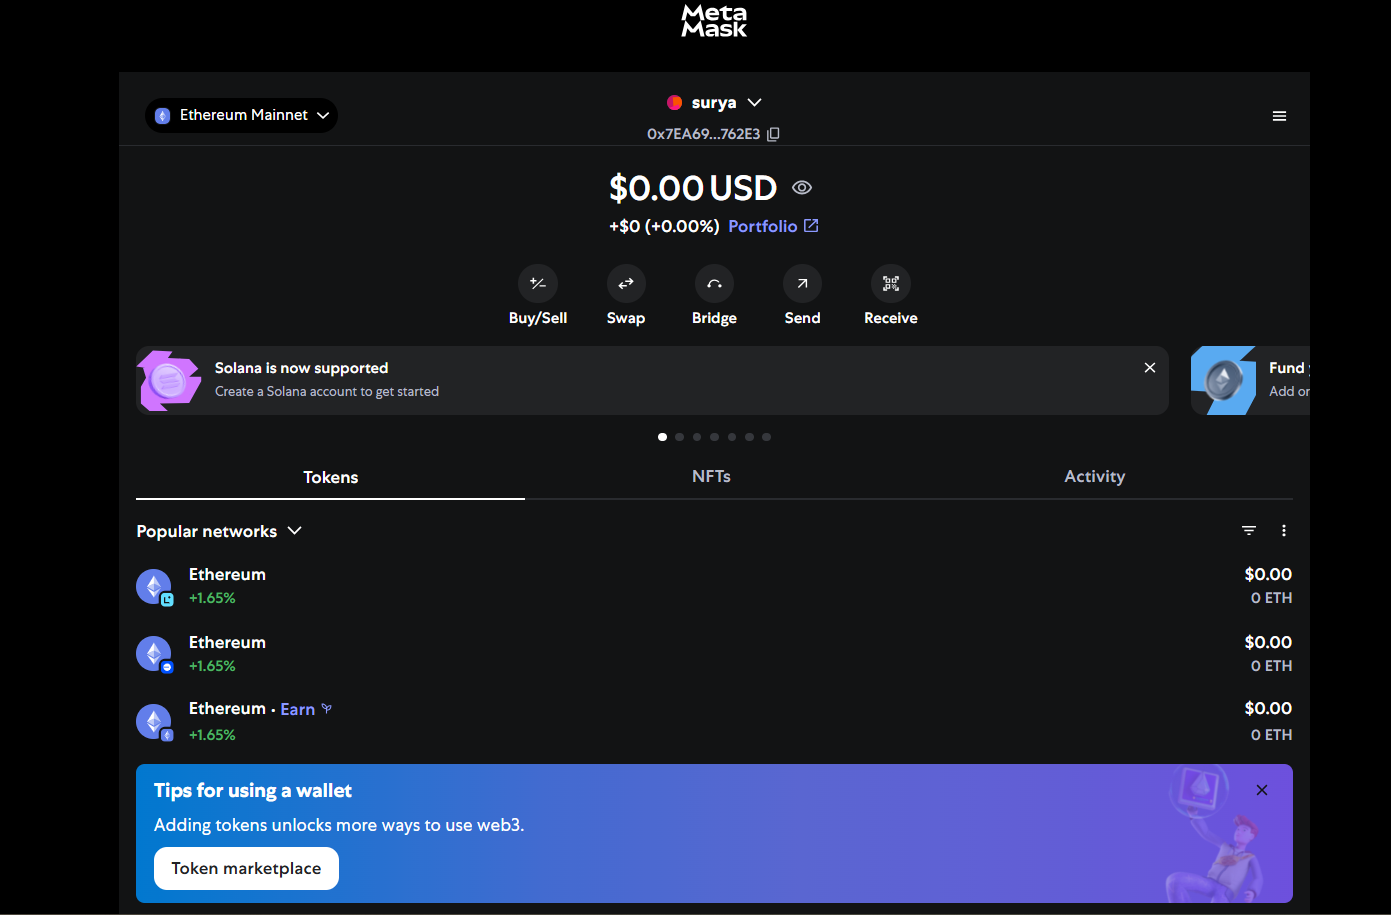 Meta
Mask
Ethereum Mainnet
surya
0x7EA69...762E3
$0.00 USD
+$0 (+0.00%) Portfolio
Buy/Sell
Swap
Bridge
Send
Receive
Solana is now supported
Create a Solana account to get started
Fund
Add or
Tokens
NFTs
Activity
Popular networks
Ethereum
$0.00
+1.65%
0 ETH
Ethereum
$0.00
+1.65%
0 ETH
Ethereum • Earn
$0.00
+1.65%
0 ETH
Tips for using a wallet
Adding tokens unlocks more ways to use web3.
Token marketplace